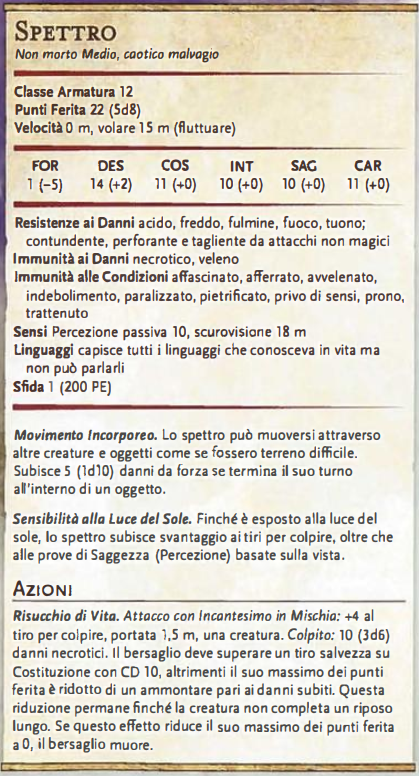 SPETTRO
Non morto Medio, caotico malvagio
Classe Armatura 12
Punti Ferita 22 (5d8)
Velocità 0 m, volare 15 m (fluttuare)
FOR DES COS INT SAG CAR
1 (–5) 14 (+2) 11 (+0) 10 (+0) 10 (+0) 11 (+0)
Resistenze ai Danni acido, freddo, fulmine, fuoco, tuono;
contundente, perforante e tagliente da attacchi non magici
Immunità ai Danni necrotico, veleno
Immunità alle Condizioni affascinato, afferrato, avvelenato,
indebolimento, paralizzato, pietrificato, privo di sensi, prono,
trattenuto
Sensi Percezione passiva 10, scurovisione 18 m
Linguaggi capisce tutti i linguaggi che conosceva in vita ma
non può parlarli
Sfida 1 (200 PE)
Movimento Incorporeo. Lo spettro può muoversi attraverso
altre creature e oggetti come se fossero terreno difficile.
Subisce 5 (1d10) danni da forza se termina il suo turno
all'interno di un oggetto.
Sensibilità alla Luce del Sole. Finché è esposto alla luce del
sole, lo spettro subisce svantaggio ai tiri per colpire, oltre che
alle prove di Saggezza (Percezione) basate sulla vista.
AZIONI
Risucchio di Vita. Attacco con Incantesimo in Mischia: +4 al
tiro per colpire, portata 1,5 m, una creatura. Colpito: 10 (3d6)
danni necrotici. Il bersaglio deve superare un tiro salvezza su
Costituzione con CD 10, altrimenti il suo massimo dei punti
ferita è ridotto di un ammontare pari ai danni subiti. Questa
riduzione permane finché la creatura non completa un riposo
lungo. Se questo effetto riduce il suo massimo dei punti ferita
a 0, il bersaglio muore.